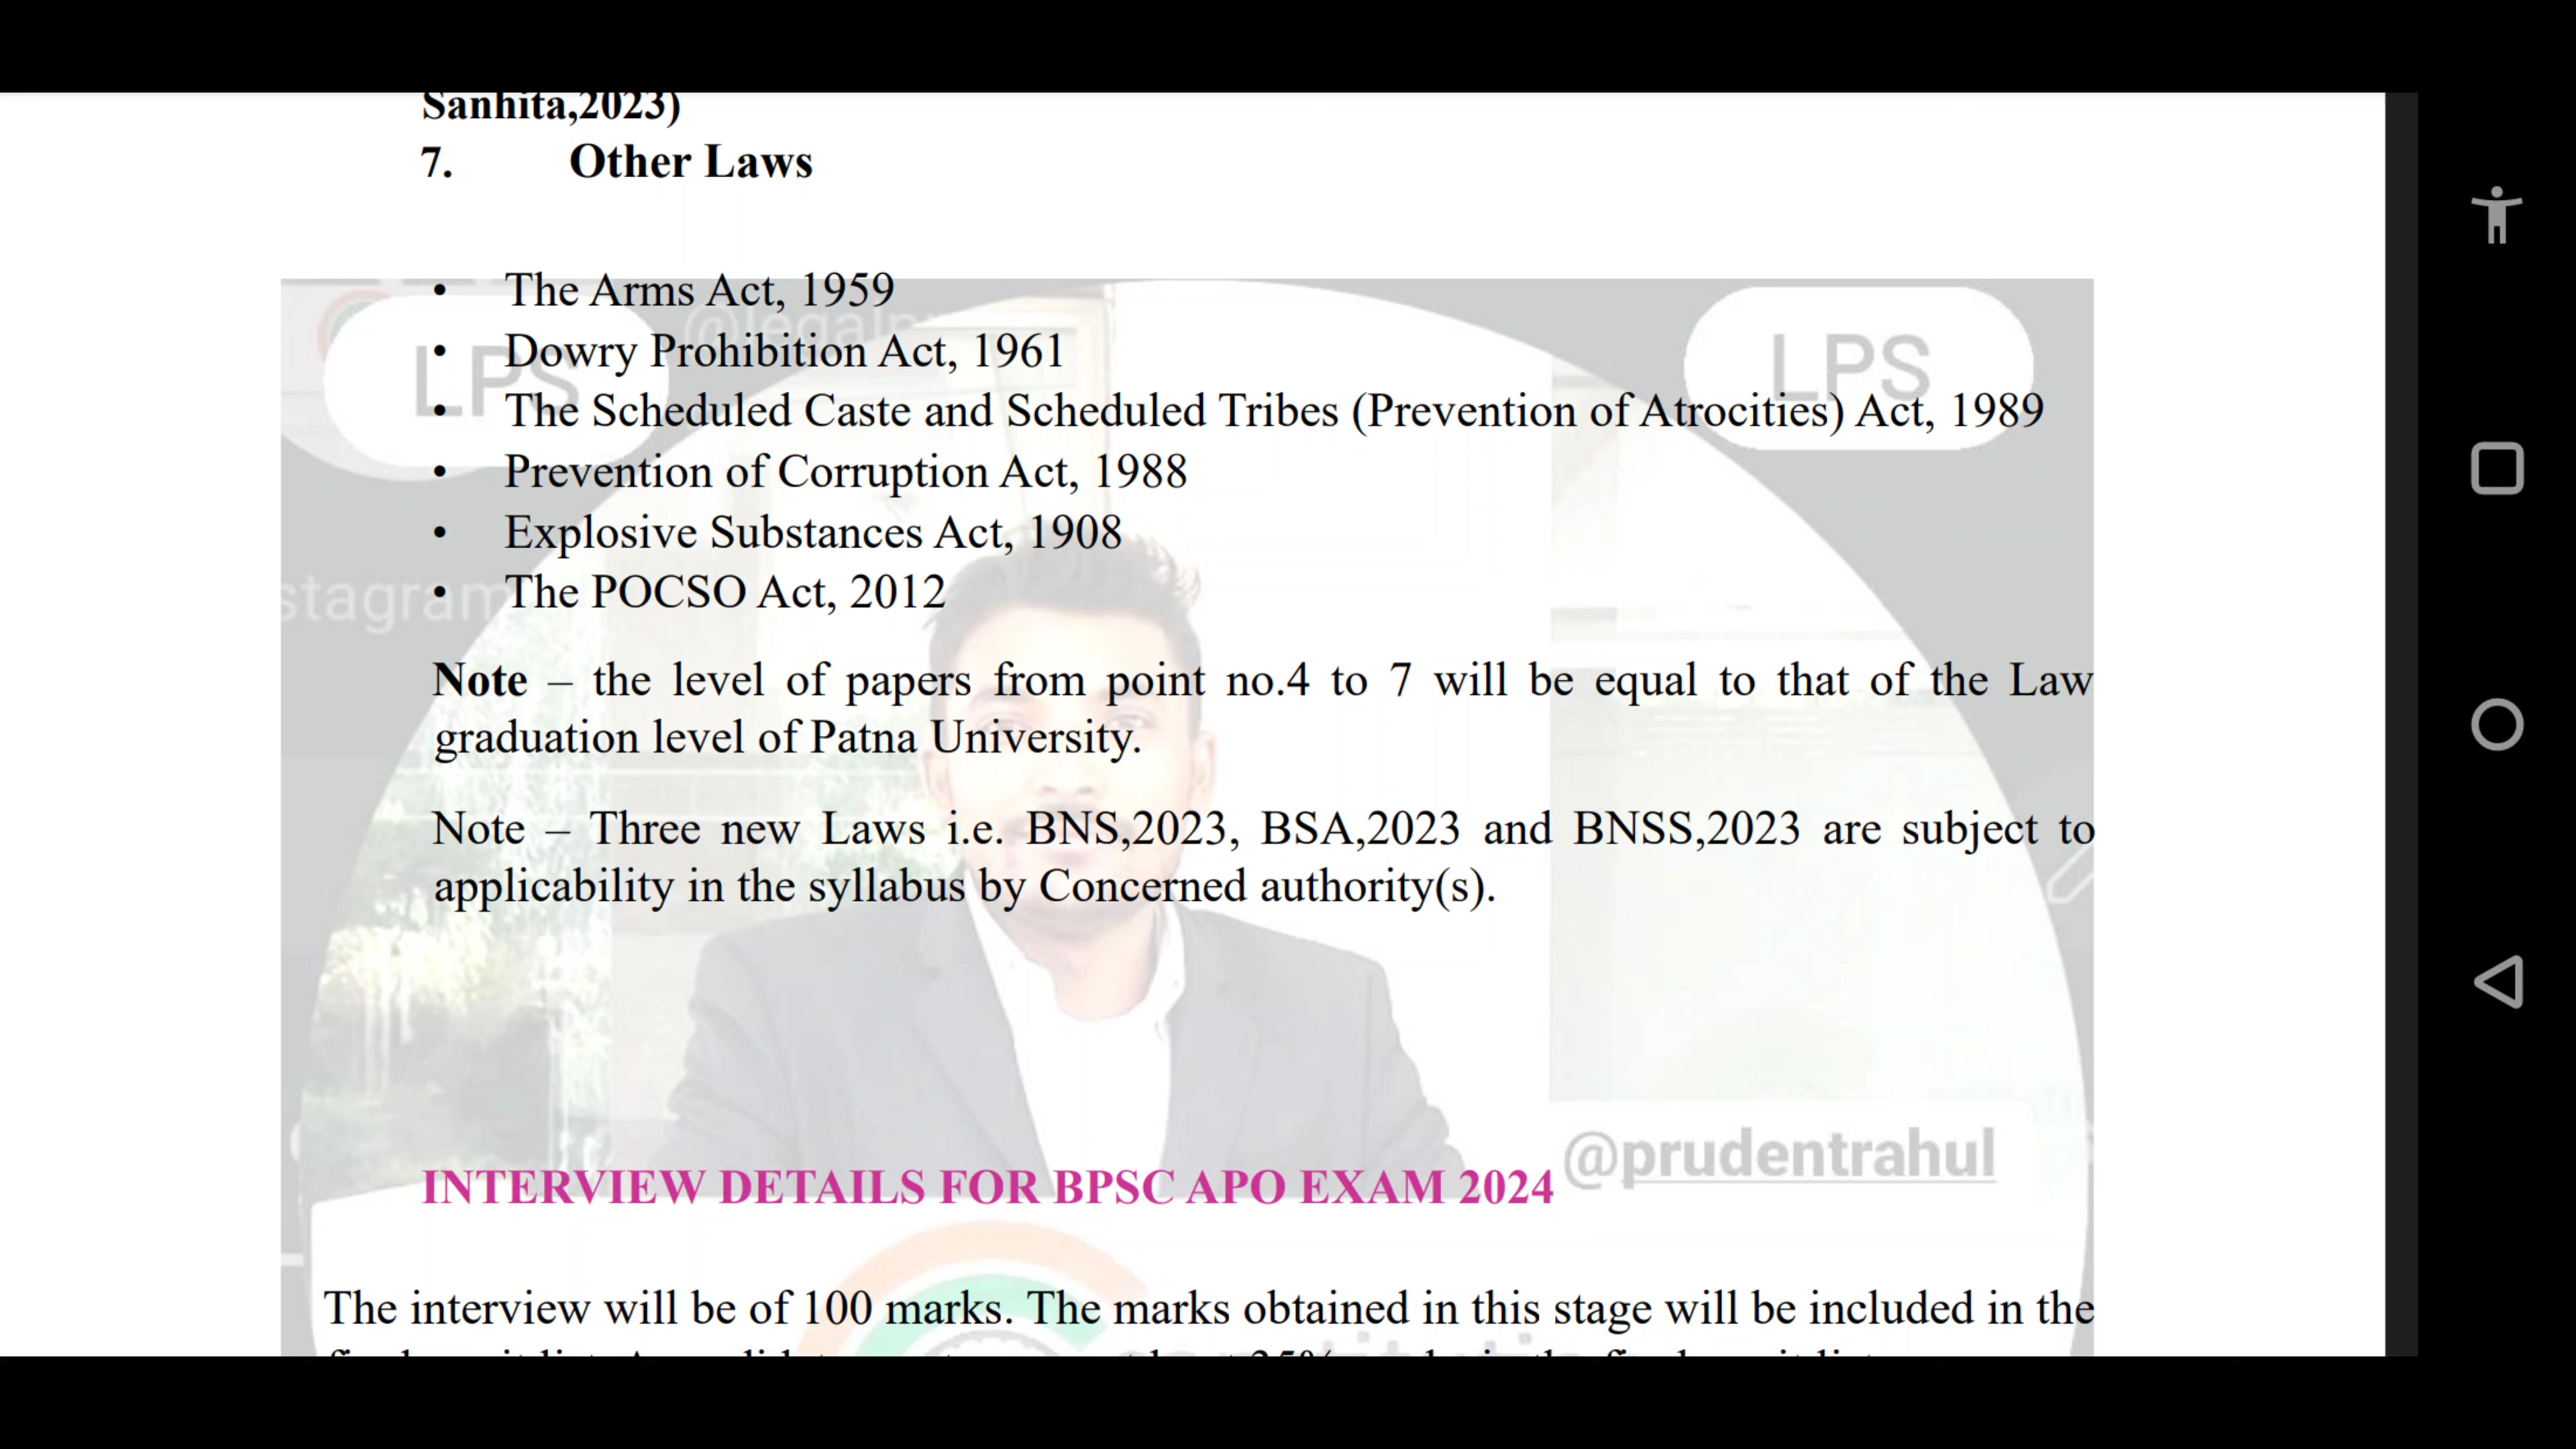 Sanhita,2023)
7. Other Laws
• The Arms Act, 1959
• Dowry Prohibition Act, 1961
• The Scheduled Caste and Scheduled Tribes (Prevention of Atrocities) Act, 1989
• Prevention of Corruption Act, 1988
• Explosive Substances Act, 1908
• The POCSO Act, 2012
LPS
LPS
stagram
Note – the level of papers from point no.4 to 7 will be equal to that of the Law
graduation level of Patna University.
Note – Three new Laws i.e. BNS,2023, BSA,2023 and BNSS,2023 are subject to
applicability in the syllabus by Concerned authority(s).
@prudentrahul
INTERVIEW DETAILS FOR BPSC APO EXAM 2024
The interview will be of 100 marks. The marks obtained in this stage will be included in the